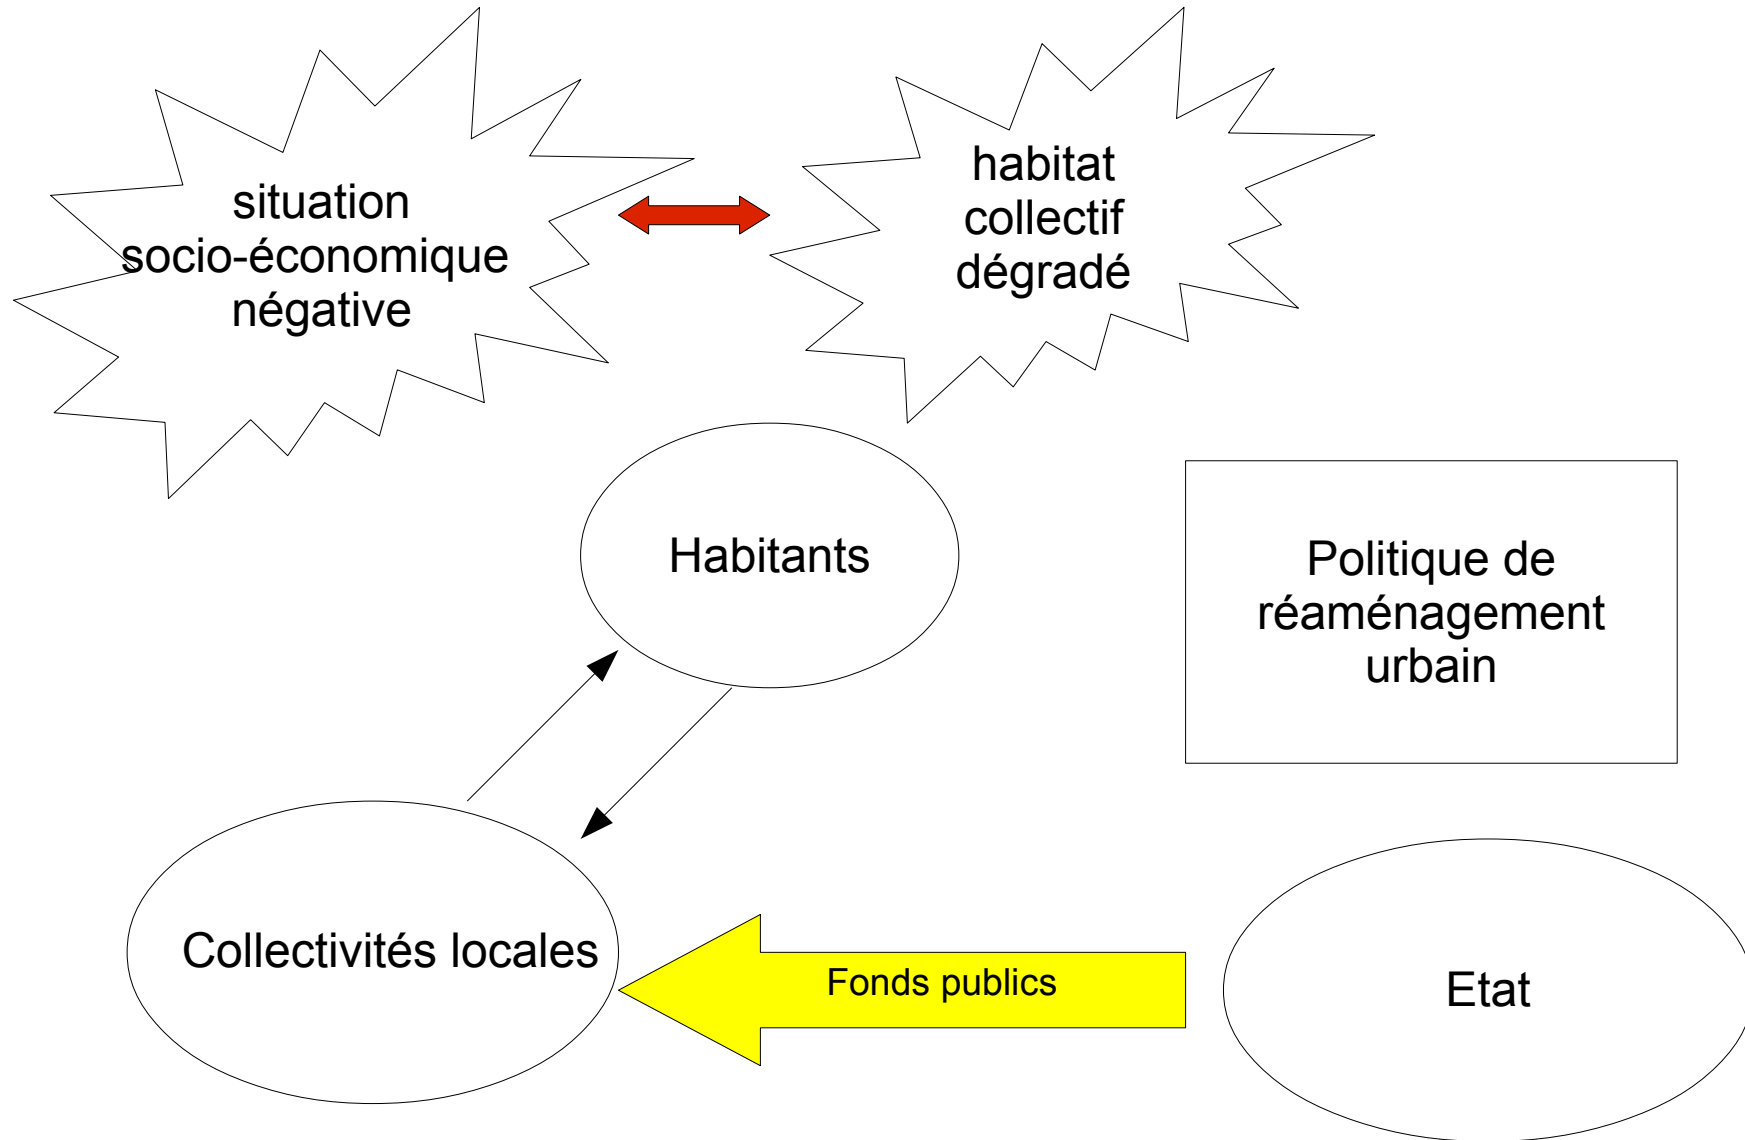 situation
socio-économique
négative
habitat
collectif
dégradé
Habitants
Politique de
réaménagement
urbain
Collectivités locales
Fonds publics
Etat